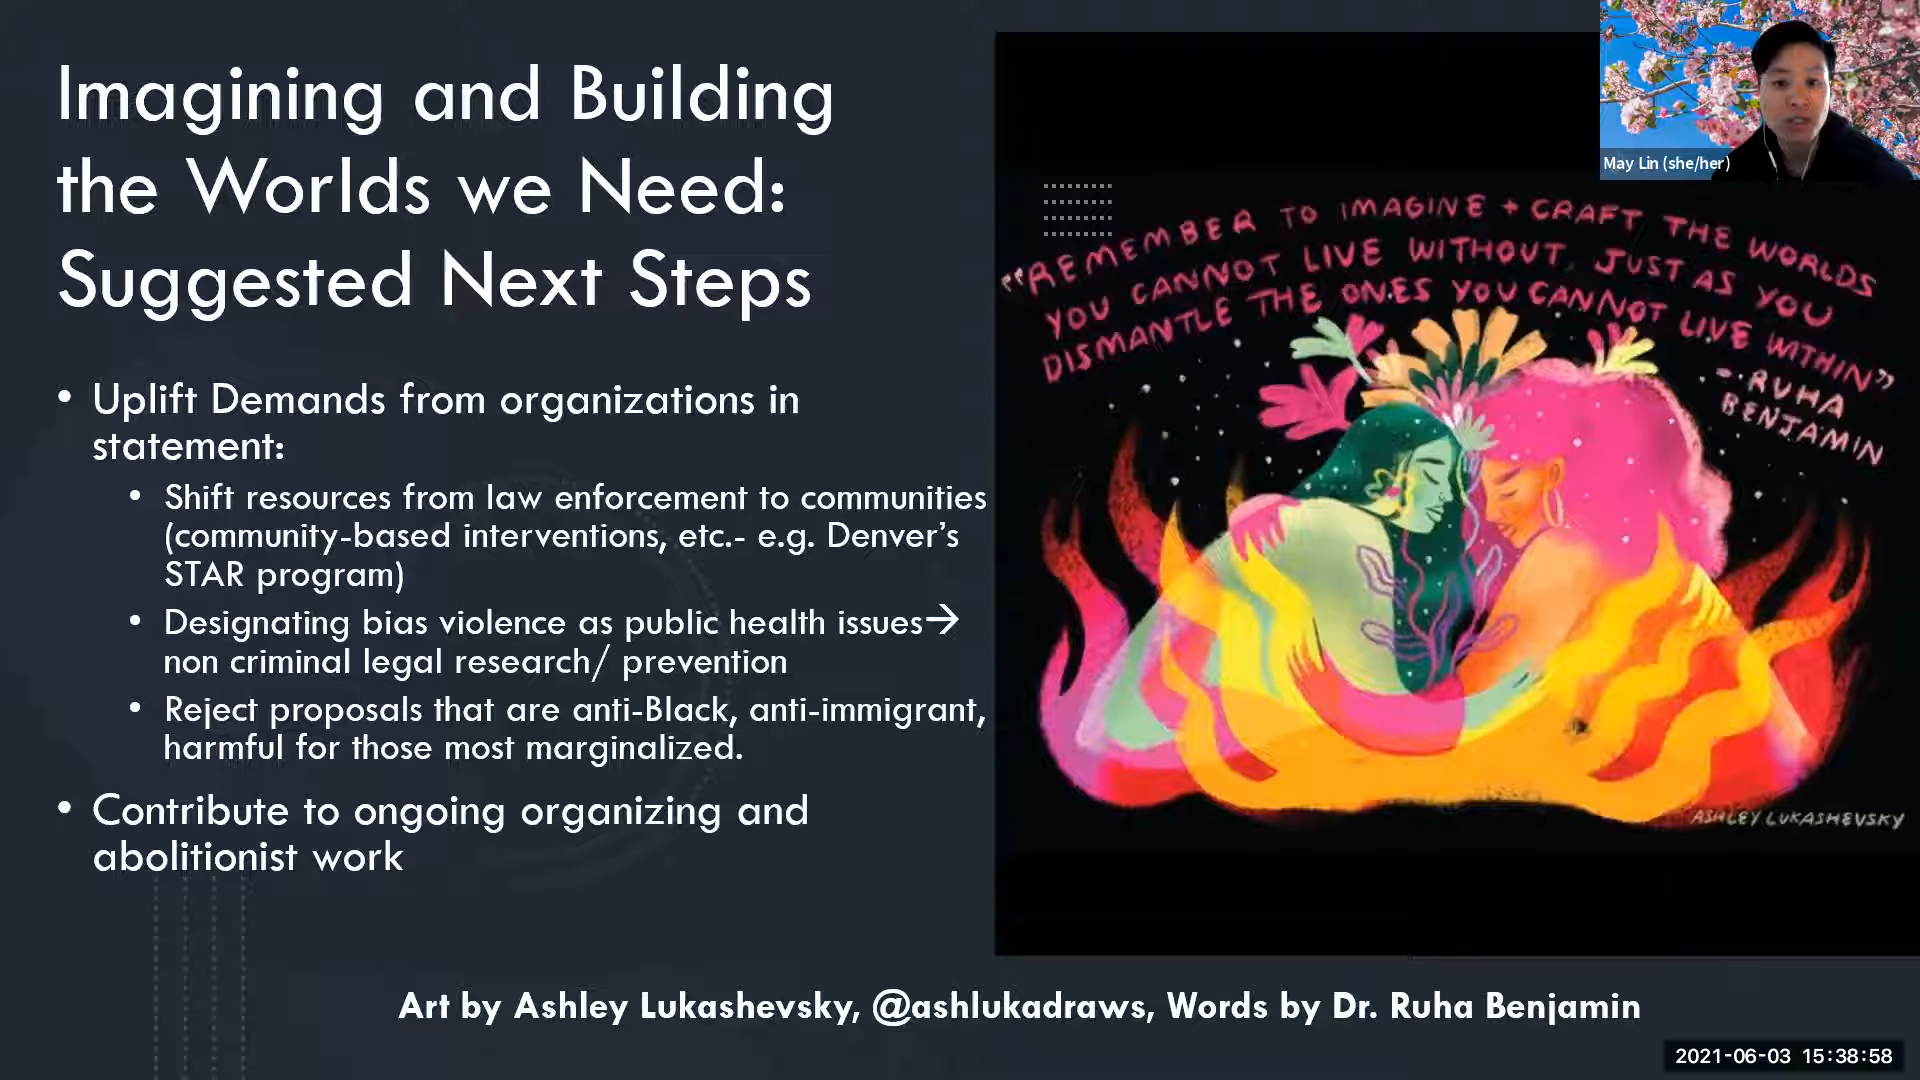 Imagining and Building
the Worlds we Need:
Suggested Next Steps
• Uplift Demands from organizations in
statement:
• Shift resources from law enforcement to communities
(community-based interventions, etc.- e.g. Denver’s
STAR program)
• Designating bias violence as public health issues→
non criminal legal research/ prevention
• Reject proposals that are anti-Black, anti-immigrant,
harmful for those most marginalized.
• Contribute to ongoing organizing and
abolitionist work
May Lin (she/her)
“REMEMBER TO IMAGINE + CRAFT THE WORLDS
YOU CANNOT LIVE WITHOUT, JUST AS YOU
DISMANTLE THE ONES YOU CANNOT LIVE WITHIN”
- RUHA
BENJAMIN
ASHLEY LUKASHEVSKY
Art by Ashley Lukashevsky, @ashlukadraws, Words by Dr. Ruha Benjamin
2021-06-03 15:38:58